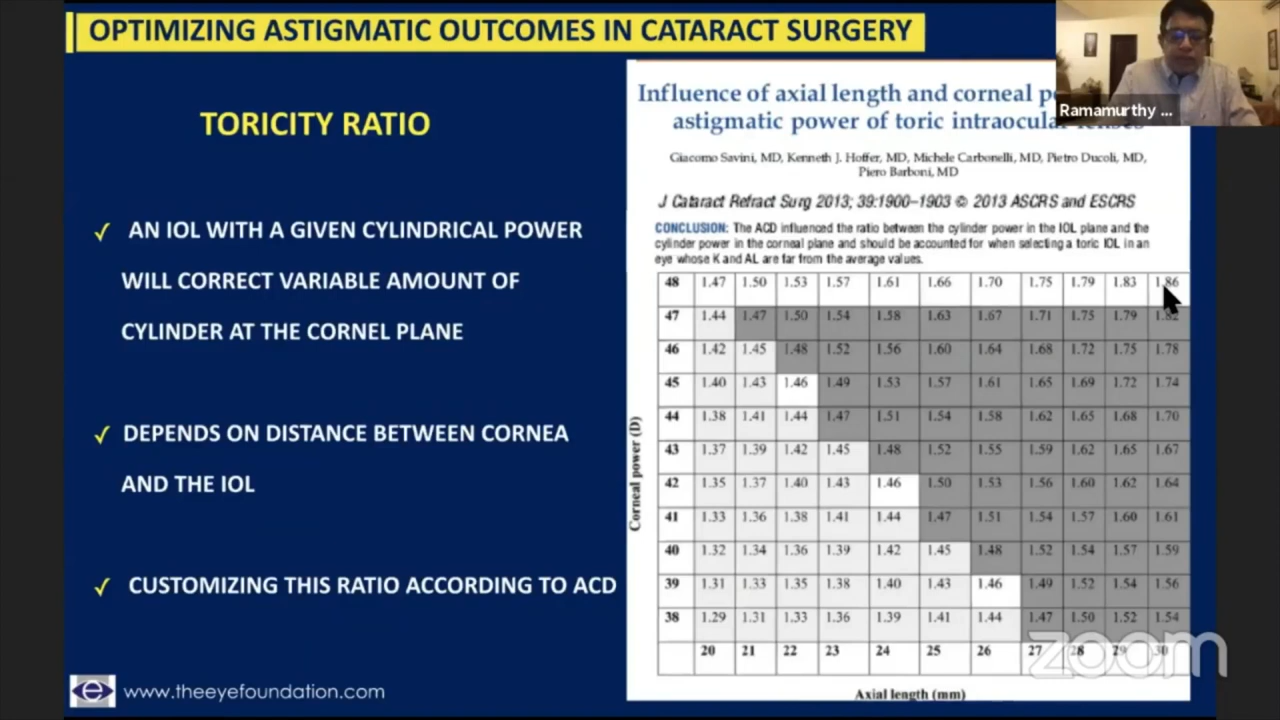 OPTIMIZING ASTIGMATIC OUTCOMES IN CATARACT SURGERY
Ramamurthy ...
TORICITY RATIO
✓ AN IOL WITH A GIVEN CYLINDRICAL POWER
WILL CORRECT VARIABLE AMOUNT OF
CYLINDER AT THE CORNEL PLANE
✓ DEPENDS ON DISTANCE BETWEEN CORNEA
AND THE IOL
✓ CUSTOMIZING THIS RATIO ACCORDING TO ACD
www.theeyefoundation.com
Influence of axial length and corneal
astigmatic power of toric intraocular lenses
Giacomo Savini, MD, Kenneth J. Hoffer, MD, Michele Carbonelli, MD, Pietro Ducoli, MD,
Piero Barboni, MD
J Cataract Refract Surg 2013; 39:1900–1903 © 2013 ASCRS and ESCRS
CONCLUSION: The ACD influenced the ratio between the cylinder power in the IOL plane and the
cylinder power in the corneal plane and should be accounted for when selecting a toric IOL in an
eye whose K and AL are far from the average values.
Corneal power (D)
48 1.47 1.50 1.53 1.57 1.61 1.66 1.70 1.75 1.79 1.83 1.86
47 1.44 1.47 1.50 1.54 1.58 1.63 1.67 1.71 1.75 1.79 1.82
46 1.42 1.45 1.48 1.52 1.56 1.60 1.64 1.68 1.72 1.75 1.78
45 1.40 1.43 1.46 1.49 1.53 1.57 1.61 1.65 1.69 1.72 1.74
44 1.38 1.41 1.44 1.47 1.51 1.54 1.58 1.62 1.65 1.68 1.70
43 1.37 1.39 1.42 1.45 1.48 1.52 1.55 1.59 1.62 1.65 1.67
42 1.35 1.37 1.40 1.43 1.46 1.50 1.53 1.56 1.60 1.62 1.64
41 1.33 1.36 1.38 1.41 1.44 1.47 1.51 1.54 1.57 1.60 1.61
40 1.32 1.34 1.36 1.39 1.42 1.45 1.48 1.52 1.54 1.57 1.59
39 1.31 1.33 1.35 1.38 1.40 1.43 1.46 1.49 1.52 1.54 1.56
38 1.29 1.31 1.33 1.36 1.39 1.41 1.44 1.47 1.50 1.52 1.54
20 21 22 23 24 25 26 27 28 29 30
Axial length (mm)
zoom